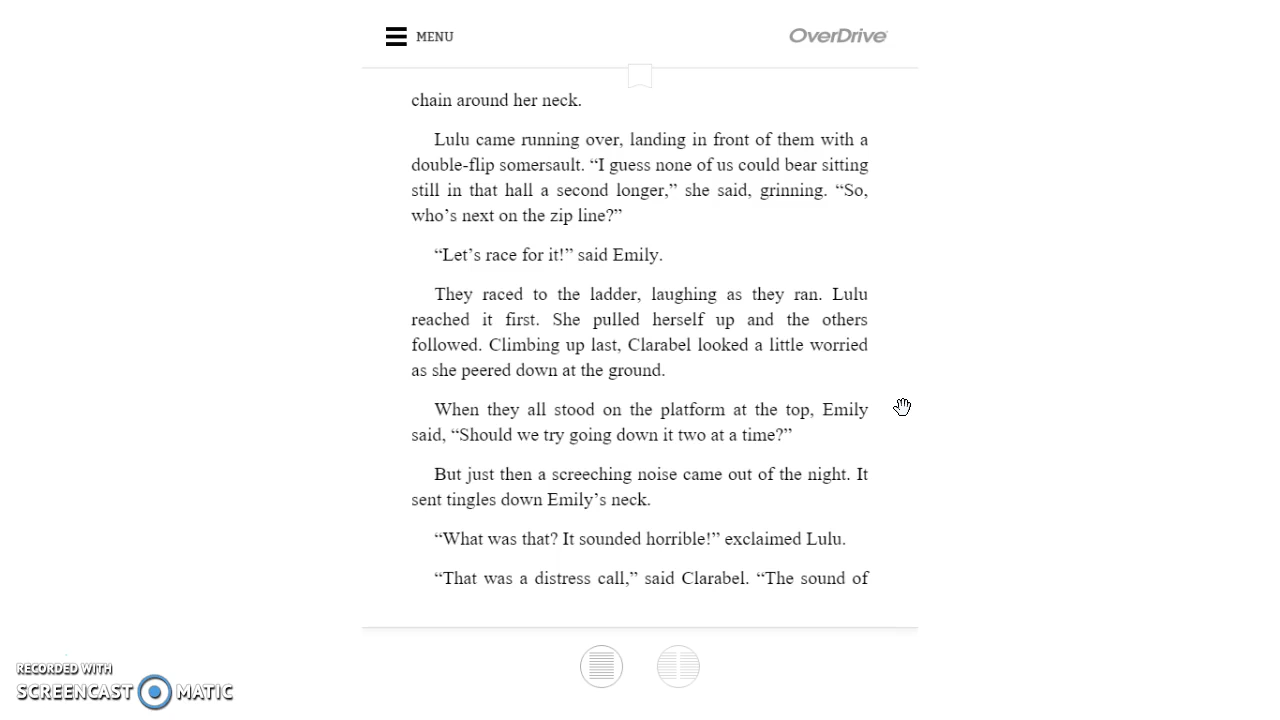 MENU
OverDrive
chain around her neck.
Lulu came running over, landing in front of them with a
double-flip somersault. “I guess none of us could bear sitting
still in that hall a second longer,” she said, grinning. “So,
who’s next on the zip line?”
“Let’s race for it!” said Emily.
They raced to the ladder, laughing as they ran. Lulu
reached it first. She pulled herself up and the others
followed. Climbing up last, Clarabel looked a little worried
as she peered down at the ground.
When they all stood on the platform at the top, Emily
said, “Should we try going down it two at a time?”
But just then a screeching noise came out of the night. It
sent tingles down Emily’s neck.
“What was that? It sounded horrible!” exclaimed Lulu.
“That was a distress call,” said Clarabel. “The sound of
RECORDED WITH
SCREENCAST MATIC